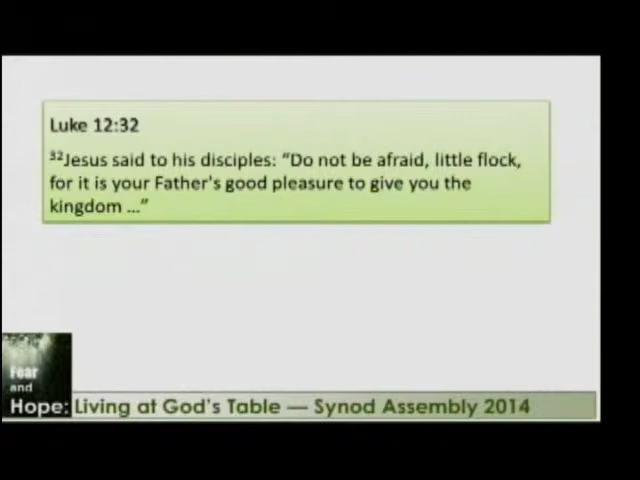 Luke 12:32
³²Jesus said to his disciples: “Do not be afraid, little flock,
for it is your Father's good pleasure to give you the
kingdom …”
Fear
and
Hope: Living at God's Table — Synod Assembly 2014